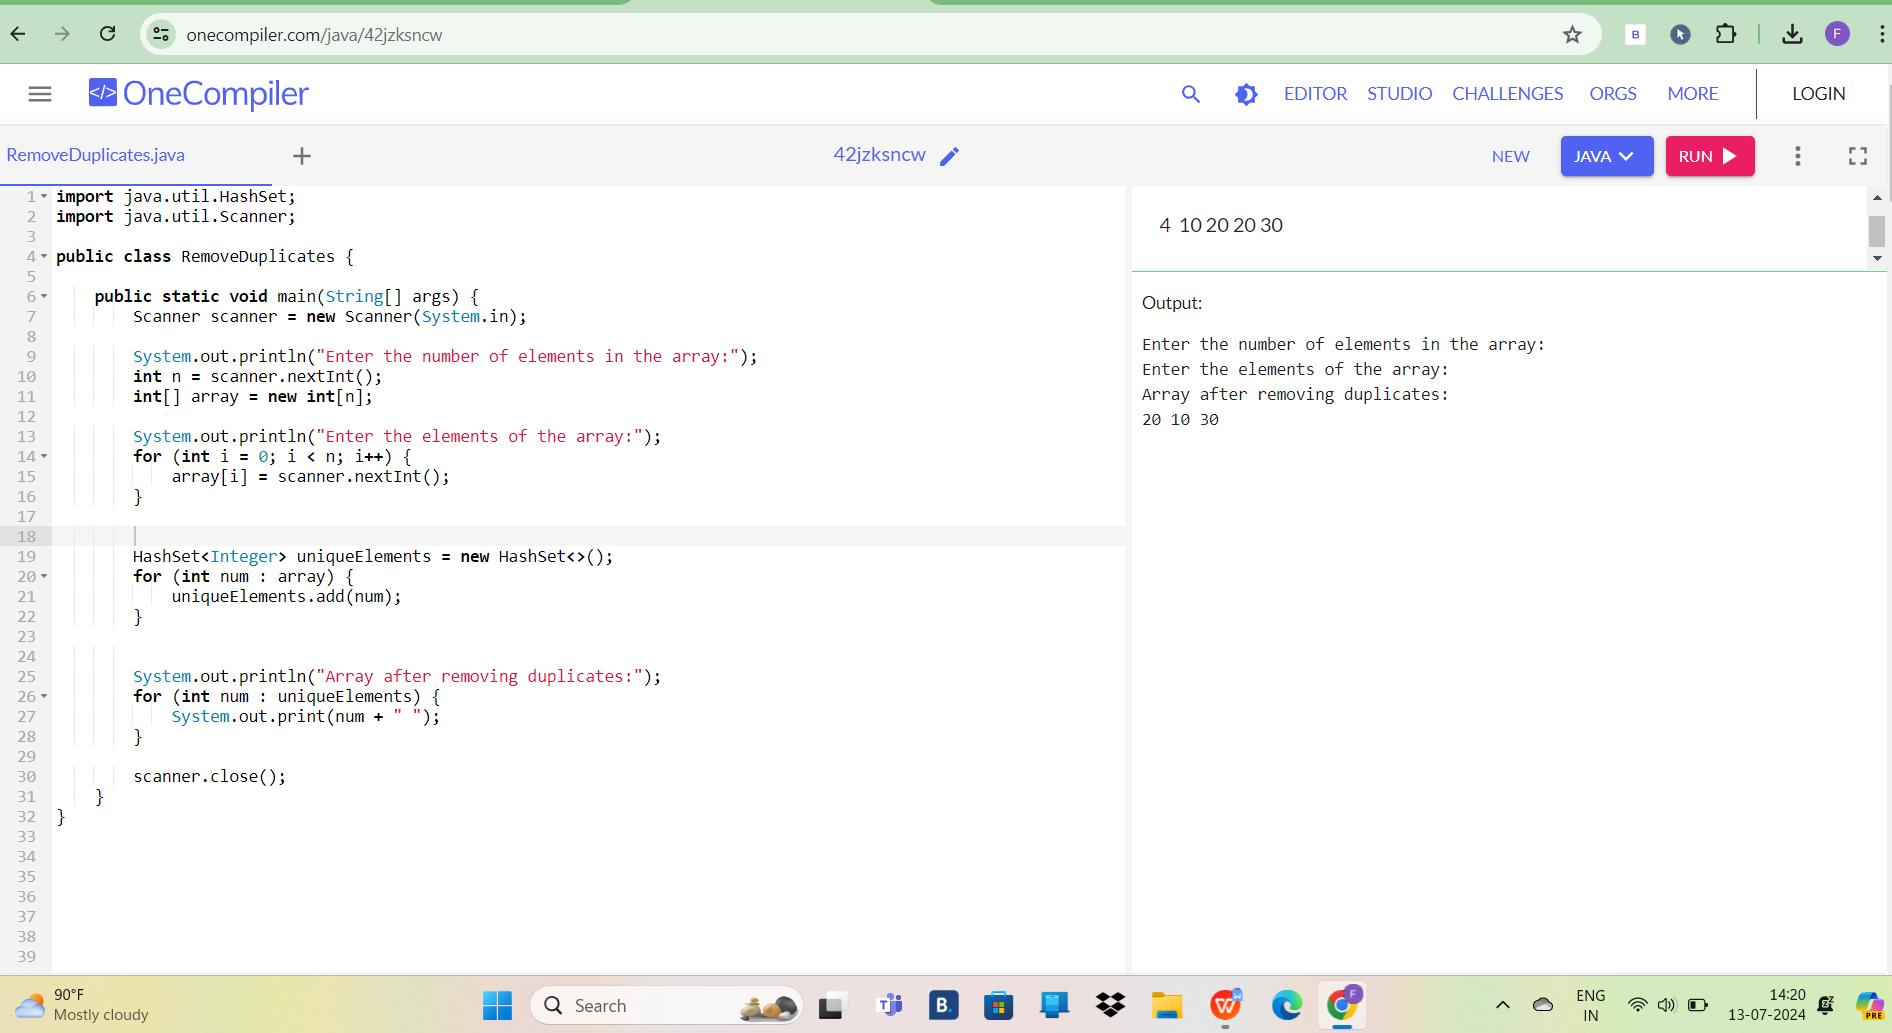 onecompiler.com/java/42jzksncw
B
F
</> OneCompiler
EDITOR STUDIO CHALLENGES ORGS MORE LOGIN
RemoveDuplicates.java
42jzksncw
NEW
JAVA
RUN
1 import java.util.HashSet;
2 import java.util.Scanner;
3
4 public class RemoveDuplicates {
5
6     public static void main(String[] args) {
7         Scanner scanner = new Scanner(System.in);
8
9         System.out.println("Enter the number of elements in the array:");
10         int n = scanner.nextInt();
11         int[] array = new int[n];
12
13         System.out.println("Enter the elements of the array:");
14         for (int i = 0; i < n; i++) {
15             array[i] = scanner.nextInt();
16         }
17
18
19         HashSet<Integer> uniqueElements = new HashSet<>();
20         for (int num : array) {
21             uniqueElements.add(num);
22         }
23
24
25         System.out.println("Array after removing duplicates:");
26         for (int num : uniqueElements) {
27             System.out.print(num + " ");
28         }
29
30         scanner.close();
31     }
32 }
33
34
35
36
37
38
39
4 10 20 20 30
Output:
Enter the number of elements in the array:
Enter the elements of the array:
Array after removing duplicates:
20 10 30
90°F
Mostly cloudy
Search
B.
F
ENG
IN
14:20
13-07-2024
PRE